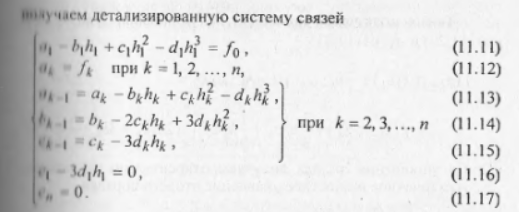 получаем детализированную систему связей
a₁ − b₁h₁ + c₁h₁² − d₁h₁³ = f₀ , (11.11)
aₖ = fₖ при k = 1, 2, ..., n, (11.12)
aₖ₋₁ = aₖ − bₖhₖ + cₖhₖ² − dₖhₖ³ , (11.13)
bₖ₋₁ = bₖ − 2cₖhₖ + 3dₖhₖ² , при k = 2, 3, ..., n (11.14)
cₖ₋₁ = cₖ − 3dₖhₖ , (11.15)
c₁ − 3d₁h₁ = 0, (11.16)
cₙ = 0. (11.17)